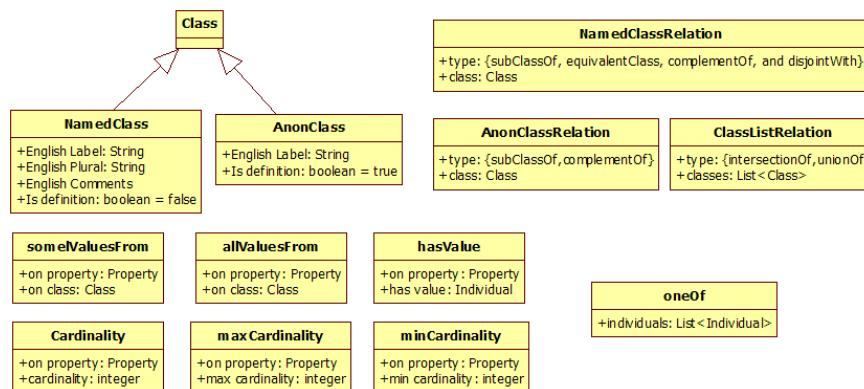 Class
NamedClassRelation
+type: {subClassOf, equivalentClass, complementOf, and disjointWith}
+class: Class
NamedClass
+English Label: String
+English Plural: String
+English Comments
+Is definition: boolean = false
AnonClass
+English Label: String
+Is definition: boolean = true
AnonClassRelation
+type: {subClassOf,complementOf}
+class: Class
ClassListRelation
+type: {intersectionOf,unionOf
+classes: List<Class>
somelValuesFrom
+on property: Property
+on class: Class
allValuesFrom
+on property: Property
+on class: Class
hasValue
+on property: Property
+has value: Individual
oneOf
+individuals: List<Individual>
Cardinality
+on property: Property
+cardinality: integer
maxCardinality
+on property: Property
+max cardinality: integer
minCardinality
+on property: Property
+min cardinality: integer